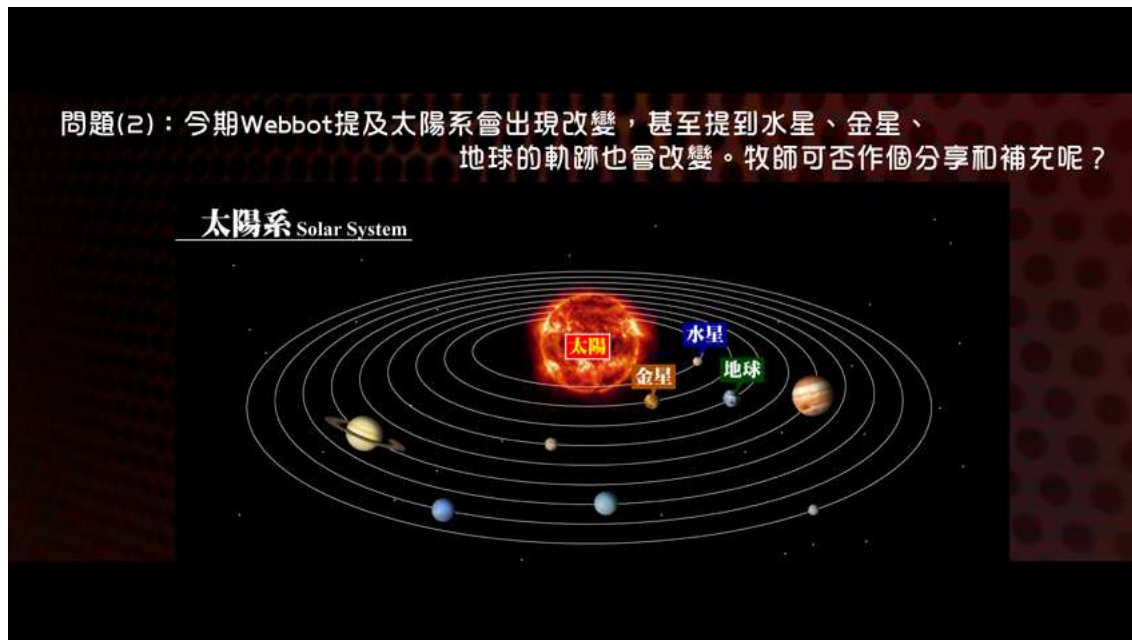 問題(2)：今期Webbot提及太陽系會出現改變，甚至提到水星、金星、
地球的軌跡也會改變。牧師可否作個分享和補充呢？
太陽系 Solar System
水星
太陽
地球
金星